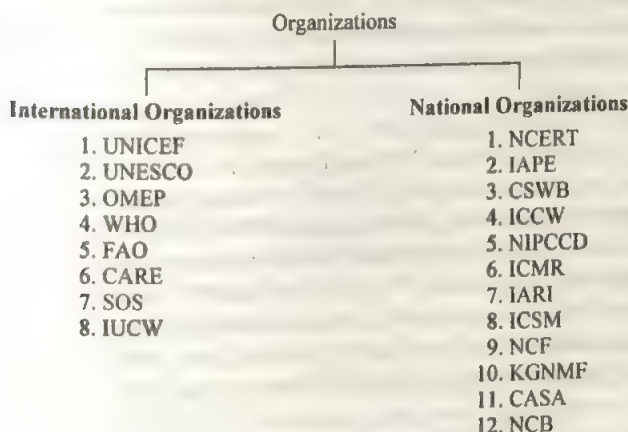 Organizations
International Organizations
1. UNICEF
2. UNESCO
3. OMEP
4. WHO
5. FAO
6. CARE
7. SOS
8. IUCW
National Organizations
1. NCERT
2. IAPE
3. CSWB
4. ICCW
5. NIPCCD
6. ICMR
7. IARI
8. ICSM
9. NCF
10. KGNMF
11. CASA
12. NCB